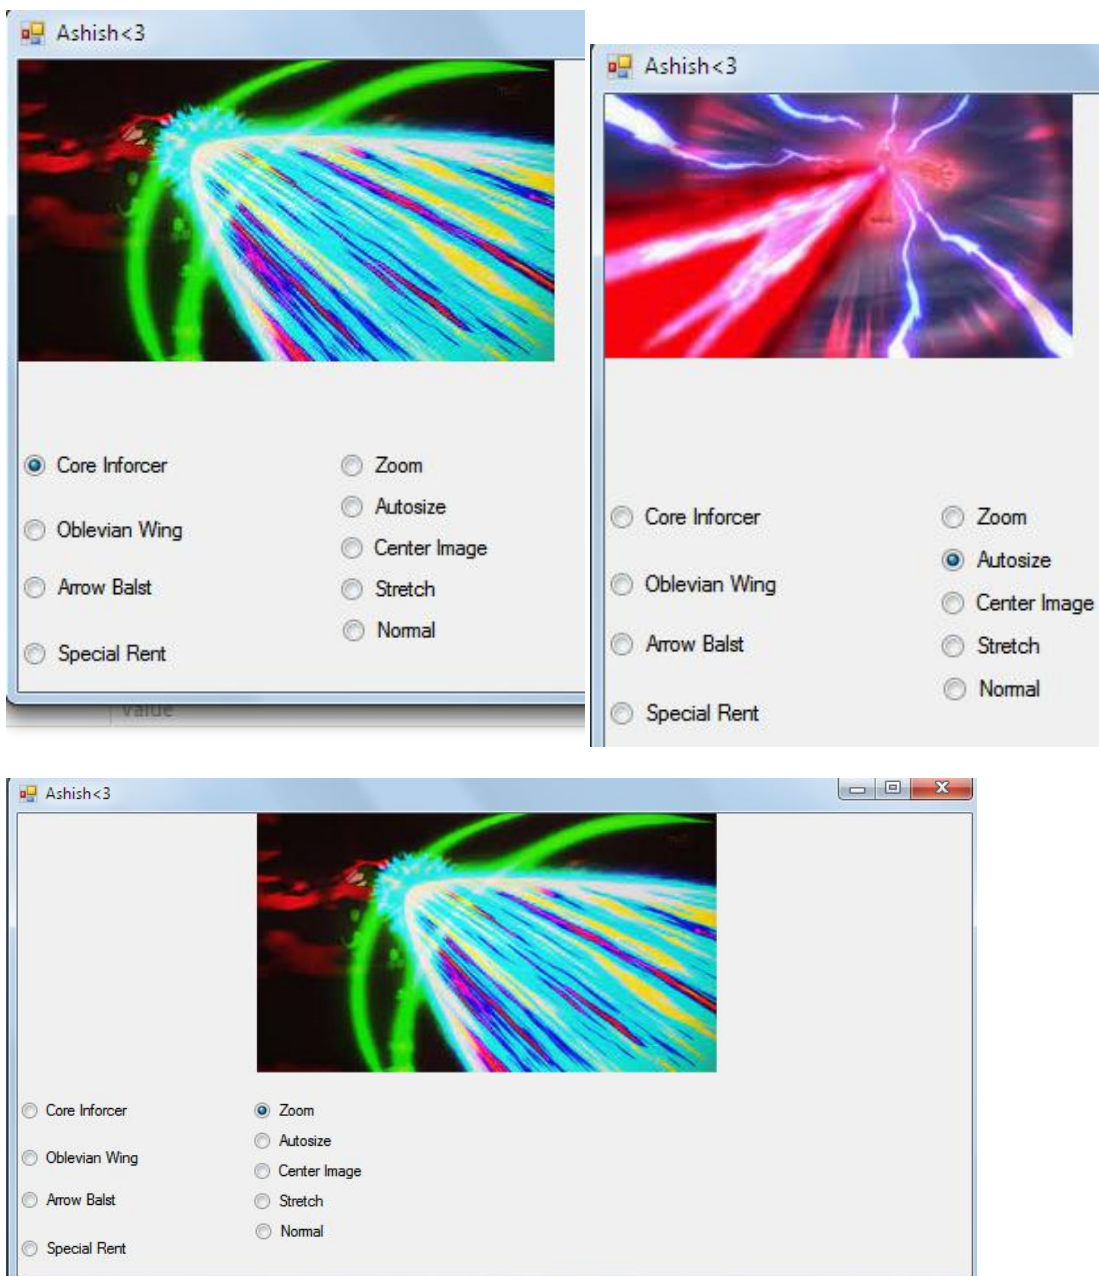 Ashish<3
Core Inforcer
Oblevian Wing
Arrow Balst
Special Rent
Zoom
Autosize
Center Image
Stretch
Normal
value
Ashish<3
Core Inforcer
Oblevian Wing
Arrow Balst
Special Rent
Zoom
Autosize
Center Image
Stretch
Normal
Ashish<3
Core Inforcer
Oblevian Wing
Arrow Balst
Special Rent
Zoom
Autosize
Center Image
Stretch
Normal